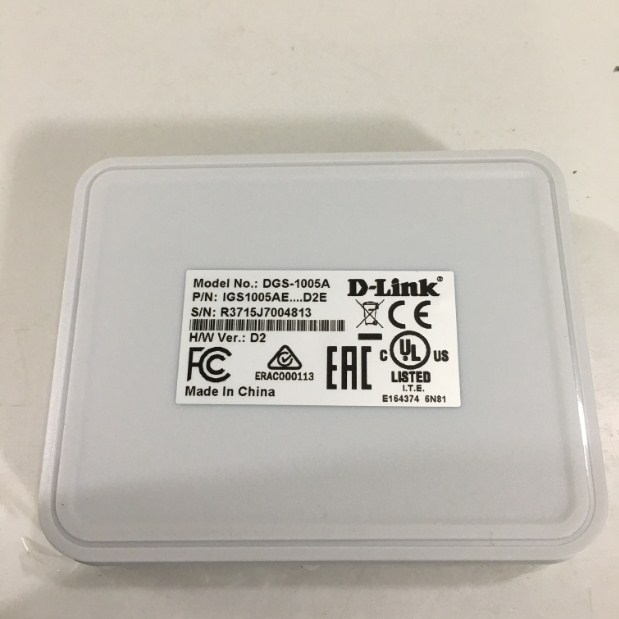 Model No.: DGS-1005A
D-Link®
P/N: IGS1005AE....D2E
S/N: R3715J7004813
H/W Ver.: D2
CE
FC
ERAC000113
EAC
C UL US
LISTED
I.T.E.
E164374 6N81
Made In China